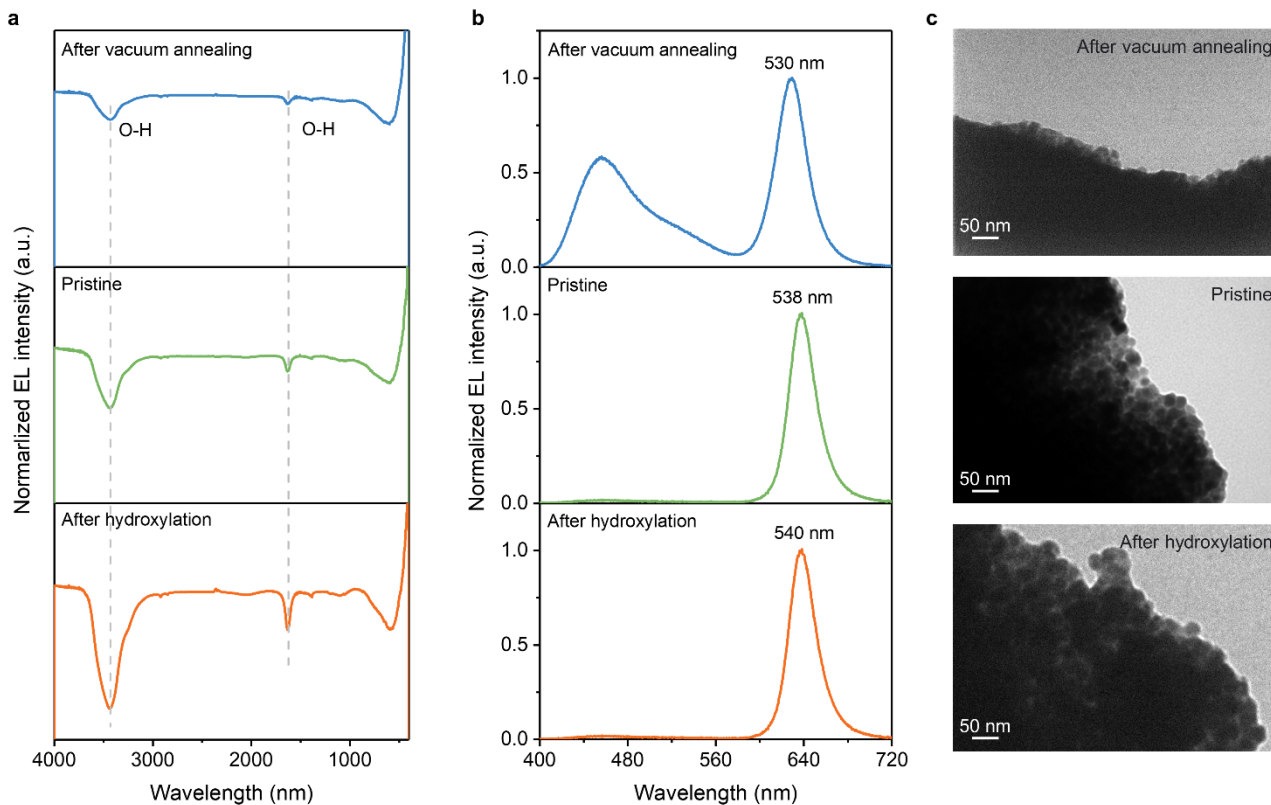 a
After vacuum annealing
O-H
O-H
Pristine
After hydroxylation
4000
3000
2000
1000
Wavelength (nm)
Normarlized EL intensity (a.u.)
b
After vacuum annealing
530 nm
1.0
0.5
0.0
Pristine
538 nm
1.0
0.5
0.0
After hydroxylation
540 nm
1.0
0.5
0.0
400
480
560
640
720
Wavelength (nm)
Normalized EL intensity (a.u.)
c
After vacuum annealing
50 nm
Pristine
50 nm
After hydroxylation
50 nm